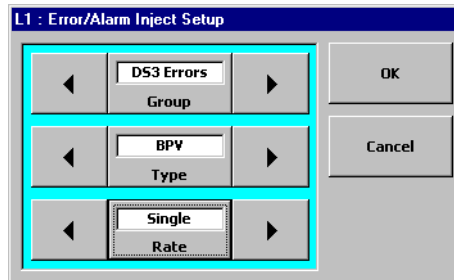 L1 : Error/Alarm Inject Setup
DS3 Errors
Group
BPV
Type
Single
Rate
OK
Cancel